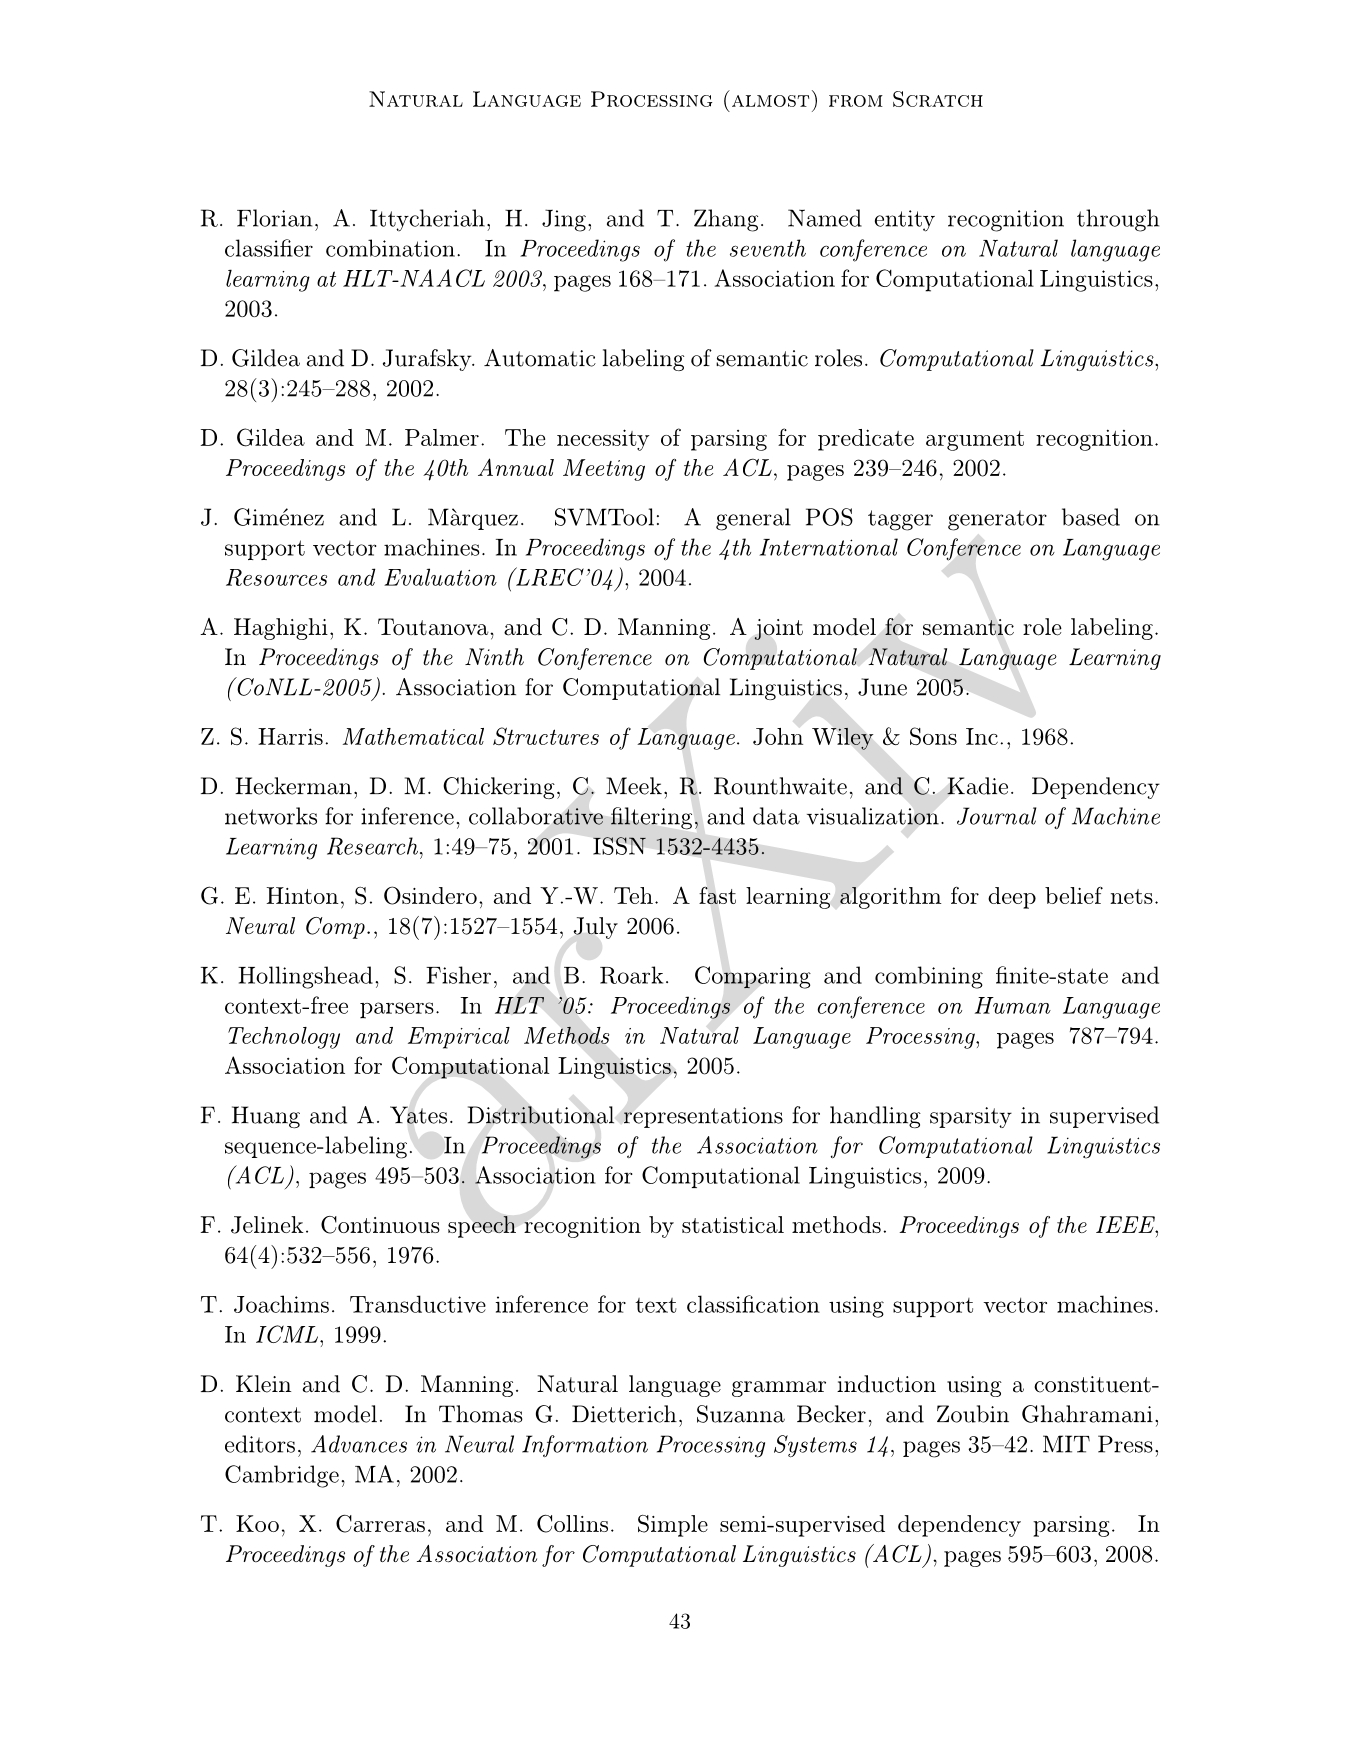 Natural Language Processing (almost) from Scratch
R. Florian, A. Ittycheriah, H. Jing, and T. Zhang. Named entity recognition through
classifier combination. In Proceedings of the seventh conference on Natural language
learning at HLT-NAACL 2003, pages 168–171. Association for Computational Linguistics,
2003.
D. Gildea and D. Jurafsky. Automatic labeling of semantic roles. Computational Linguistics,
28(3):245–288, 2002.
D. Gildea and M. Palmer. The necessity of parsing for predicate argument recognition.
Proceedings of the 40th Annual Meeting of the ACL, pages 239–246, 2002.
J. Giménez and L. Màrquez. SVMTool: A general POS tagger generator based on
support vector machines. In Proceedings of the 4th International Conference on Language
Resources and Evaluation (LREC'04), 2004.
A. Haghighi, K. Toutanova, and C. D. Manning. A joint model for semantic role labeling.
In Proceedings of the Ninth Conference on Computational Natural Language Learning
(CoNLL-2005). Association for Computational Linguistics, June 2005.
Z. S. Harris. Mathematical Structures of Language. John Wiley & Sons Inc., 1968.
D. Heckerman, D. M. Chickering, C. Meek, R. Rounthwaite, and C. Kadie. Dependency
networks for inference, collaborative filtering, and data visualization. Journal of Machine
Learning Research, 1:49–75, 2001. ISSN 1532-4435.
G. E. Hinton, S. Osindero, and Y.-W. Teh. A fast learning algorithm for deep belief nets.
Neural Comp., 18(7):1527–1554, July 2006.
K. Hollingshead, S. Fisher, and B. Roark. Comparing and combining finite-state and
context-free parsers. In HLT '05: Proceedings of the conference on Human Language
Technology and Empirical Methods in Natural Language Processing, pages 787–794.
Association for Computational Linguistics, 2005.
F. Huang and A. Yates. Distributional representations for handling sparsity in supervised
sequence-labeling. In Proceedings of the Association for Computational Linguistics
(ACL), pages 495–503. Association for Computational Linguistics, 2009.
F. Jelinek. Continuous speech recognition by statistical methods. Proceedings of the IEEE,
64(4):532–556, 1976.
T. Joachims. Transductive inference for text classification using support vector machines.
In ICML, 1999.
D. Klein and C. D. Manning. Natural language grammar induction using a constituent-
context model. In Thomas G. Dietterich, Suzanna Becker, and Zoubin Ghahramani,
editors, Advances in Neural Information Processing Systems 14, pages 35–42. MIT Press,
Cambridge, MA, 2002.
T. Koo, X. Carreras, and M. Collins. Simple semi-supervised dependency parsing. In
Proceedings of the Association for Computational Linguistics (ACL), pages 595–603, 2008.
43
arXiv